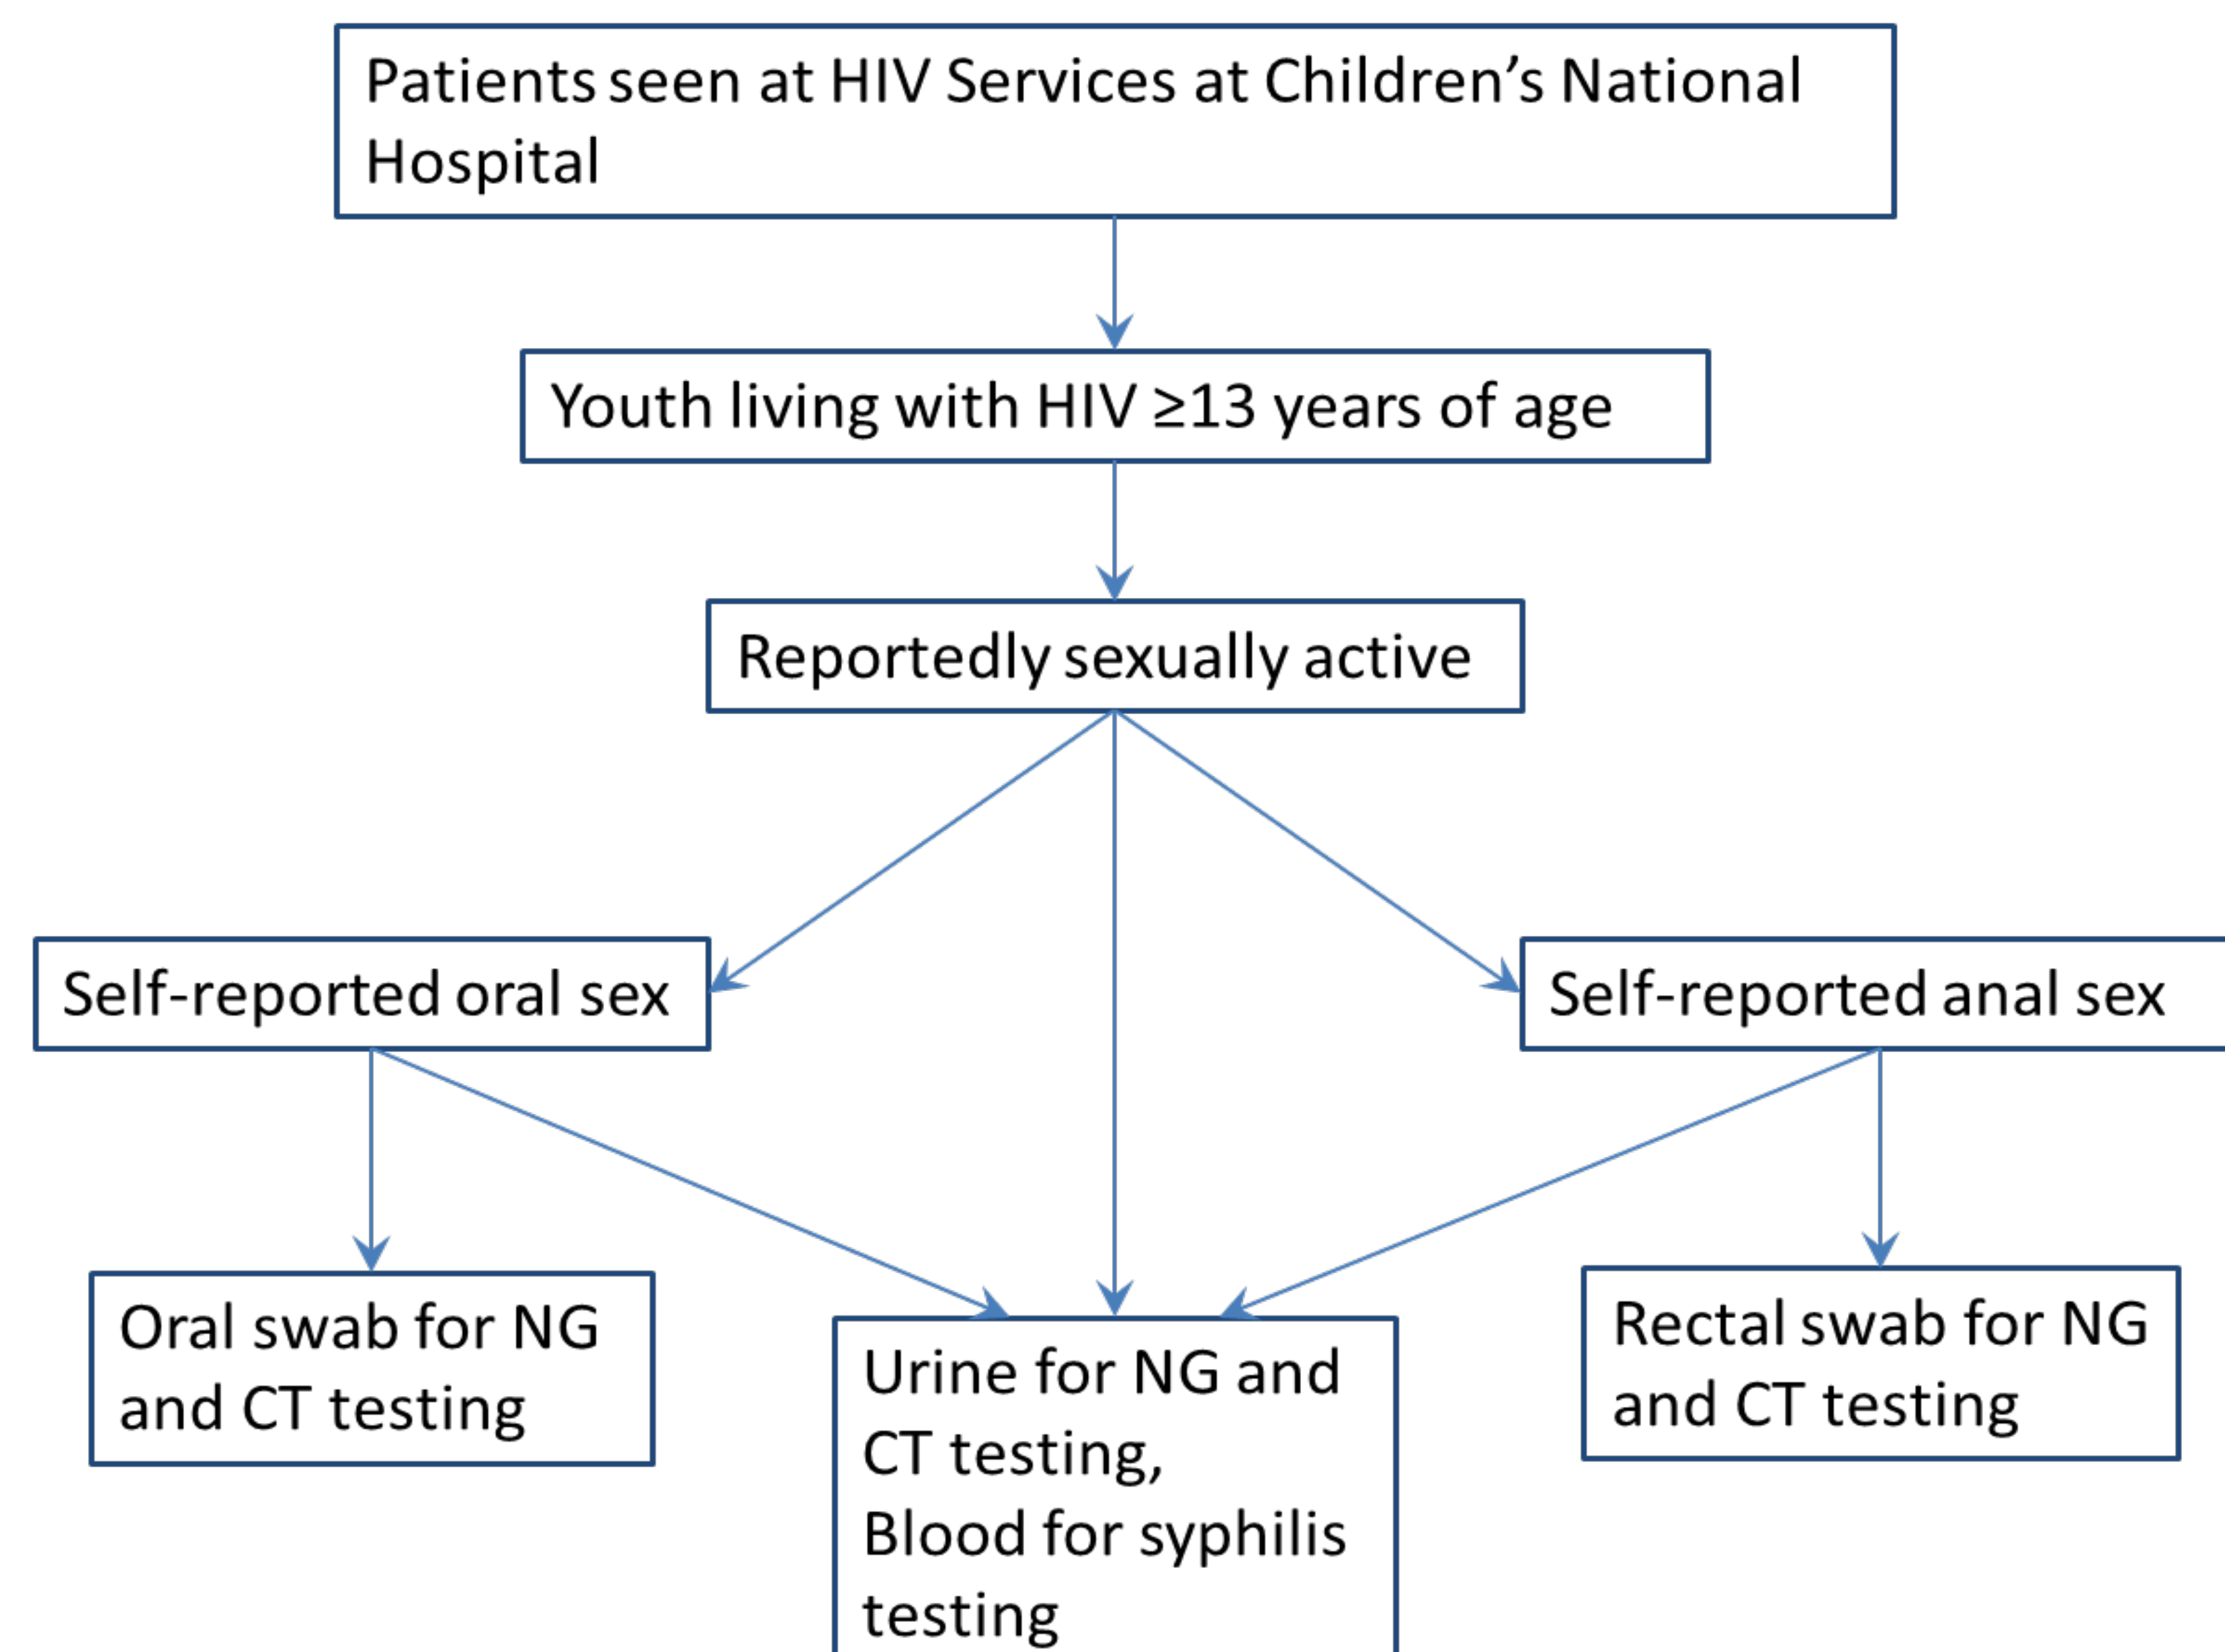 Patients seen at HIV Services at Children’s National
Hospital
Youth living with HIV ≥13 years of age
Reportedly sexually active
Self-reported oral sex
Self-reported anal sex
Oral swab for NG
and CT testing
Urine for NG and
CT testing,
Blood for syphilis
testing
Rectal swab for NG
and CT testing